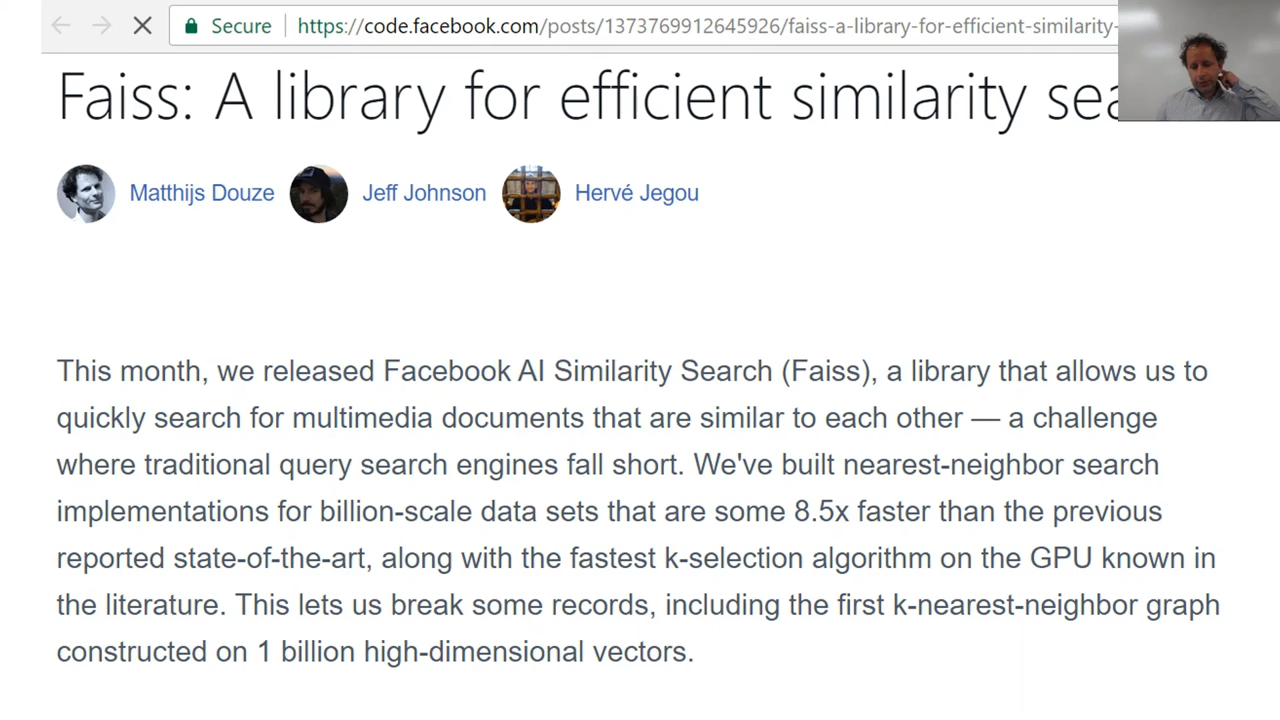 Secure https://code.facebook.com/posts/1373769912645926/faiss-a-library-for-efficient-similarity-
Faiss: A library for efficient similarity sea
Matthijs Douze Jeff Johnson Hervé Jegou
This month, we released Facebook AI Similarity Search (Faiss), a library that allows us to
quickly search for multimedia documents that are similar to each other — a challenge
where traditional query search engines fall short. We've built nearest-neighbor search
implementations for billion-scale data sets that are some 8.5x faster than the previous
reported state-of-the-art, along with the fastest k-selection algorithm on the GPU known in
the literature. This lets us break some records, including the first k-nearest-neighbor graph
constructed on 1 billion high-dimensional vectors.